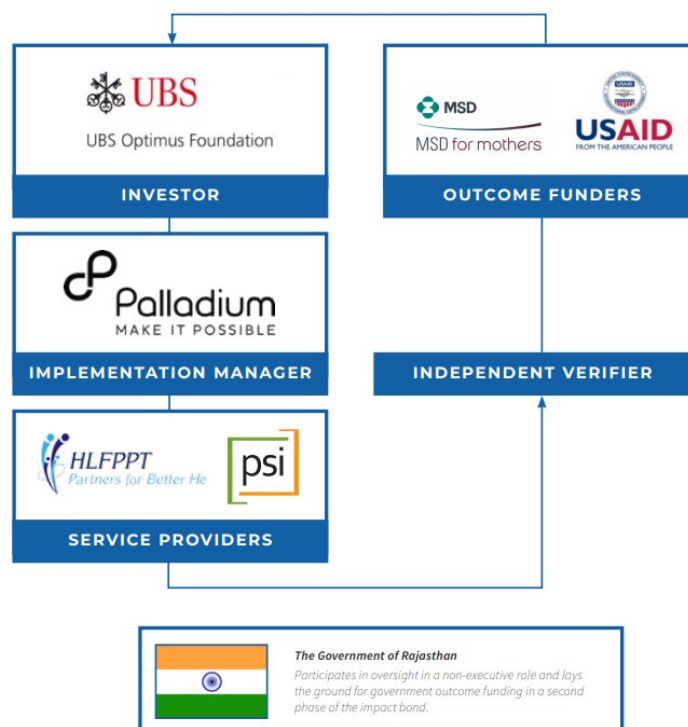 UBS
UBS Optimus Foundation
INVESTOR
MSD
MSD for mothers
USAID
FROM THE AMERICAN PEOPLE
OUTCOME FUNDERS
Palladium
MAKE IT POSSIBLE
IMPLEMENTATION MANAGER
INDEPENDENT VERIFIER
HLFPPT
Partners for Better He
psi
SERVICE PROVIDERS
The Government of Rajasthan
Participates in oversight in a non-executive role and lays
the ground for government outcome funding in a second
phase of the impact bond.